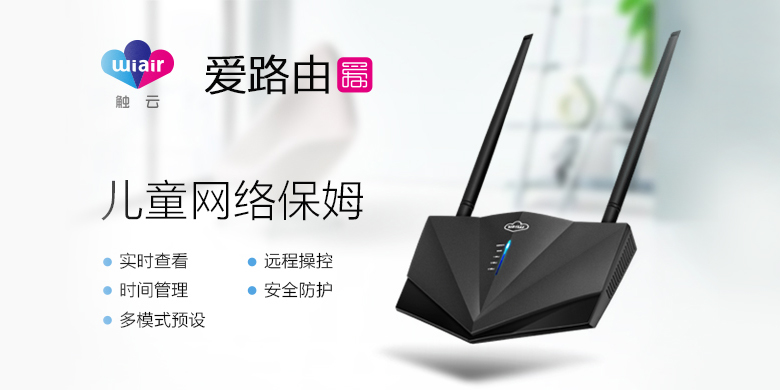 wiair
触云
爱路由 爱
儿童网络保姆
实时查看
远程操控
时间管理
安全防护
多模式预设